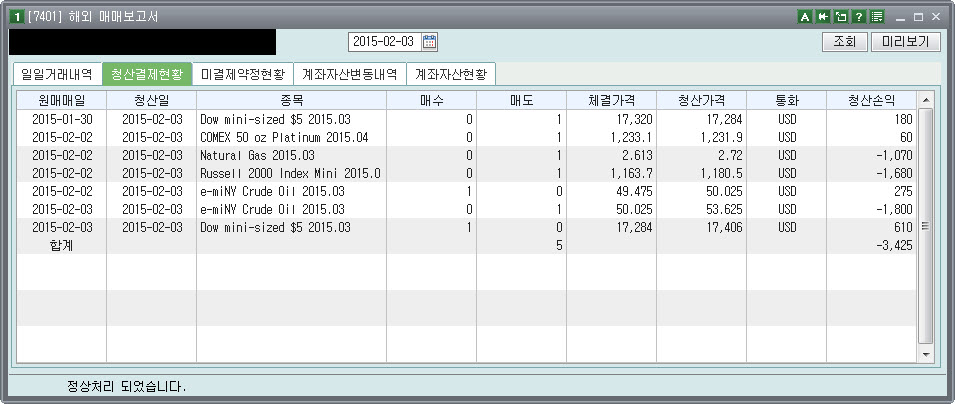 1 [7401] 해외 매매보고서 A ?
2015-02-03 조회 미리보기
일일거래내역 청산결제현황 미결제약정현황 계좌자산변동내역 계좌자산현황
원매매일 청산일 종목 매수 매도 체결가격 청산가격 통화 청산손익
2015-01-30 2015-02-03 Dow mini-sized $5 2015.03 0 1 17,320 17,284 USD 180
2015-02-02 2015-02-03 COMEX 50 oz Platinum 2015.04 0 1 1,233.1 1,231.9 USD 60
2015-02-02 2015-02-03 Natural Gas 2015.03 0 1 2.613 2.72 USD -1,070
2015-02-02 2015-02-03 Russell 2000 Index Mini 2015.0 0 1 1,163.7 1,180.5 USD -1,680
2015-02-02 2015-02-03 e-miNY Crude Oil 2015.03 1 0 49.475 50.025 USD 275
2015-02-03 2015-02-03 e-miNY Crude Oil 2015.03 0 1 50.025 53.625 USD -1,800
2015-02-03 2015-02-03 Dow mini-sized $5 2015.03 1 0 17,284 17,406 USD 610
합계 5 -3,425
정상처리 되었습니다.